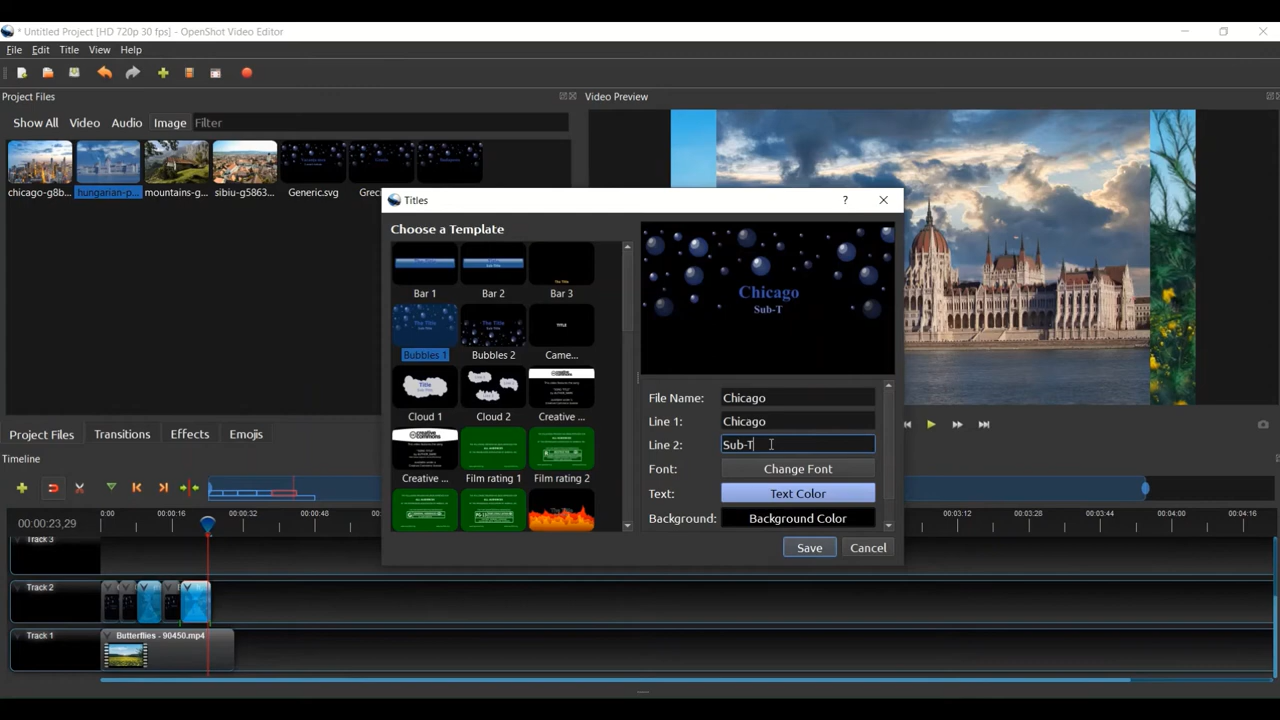 * Untitled Project [HD 720p 30 fps] - OpenShot Video Editor
File Edit Title View Help
Project Files
Video Preview
Show All Video Audio Image Filter
chicago-g8b... hungarian-p... mountains-g... sibiu-g5863... Generic.svg Grec
Titles
Choose a Template
Bar 1 Bar 2 Bar 3
Bubbles 1 Bubbles 2 Came...
Cloud 1 Cloud 2 Creative ...
Creative ... Film rating 1 Film rating 2
Chicago
Sub-T
File Name: Chicago
Line 1: Chicago
Line 2: Sub-T
Font: Change Font
Text: Text Color
Background: Background Color
Save Cancel
Project Files Transitions Effects Emojis
Timeline
00:00:23,29
0:00 00:00:16 00:00:32 00:00:48 00:03:12 00:03:28 00:03:44 00:04:00 00:04:16
Track 3
Track 2
Track 1
Butterflies - 90450.mp4